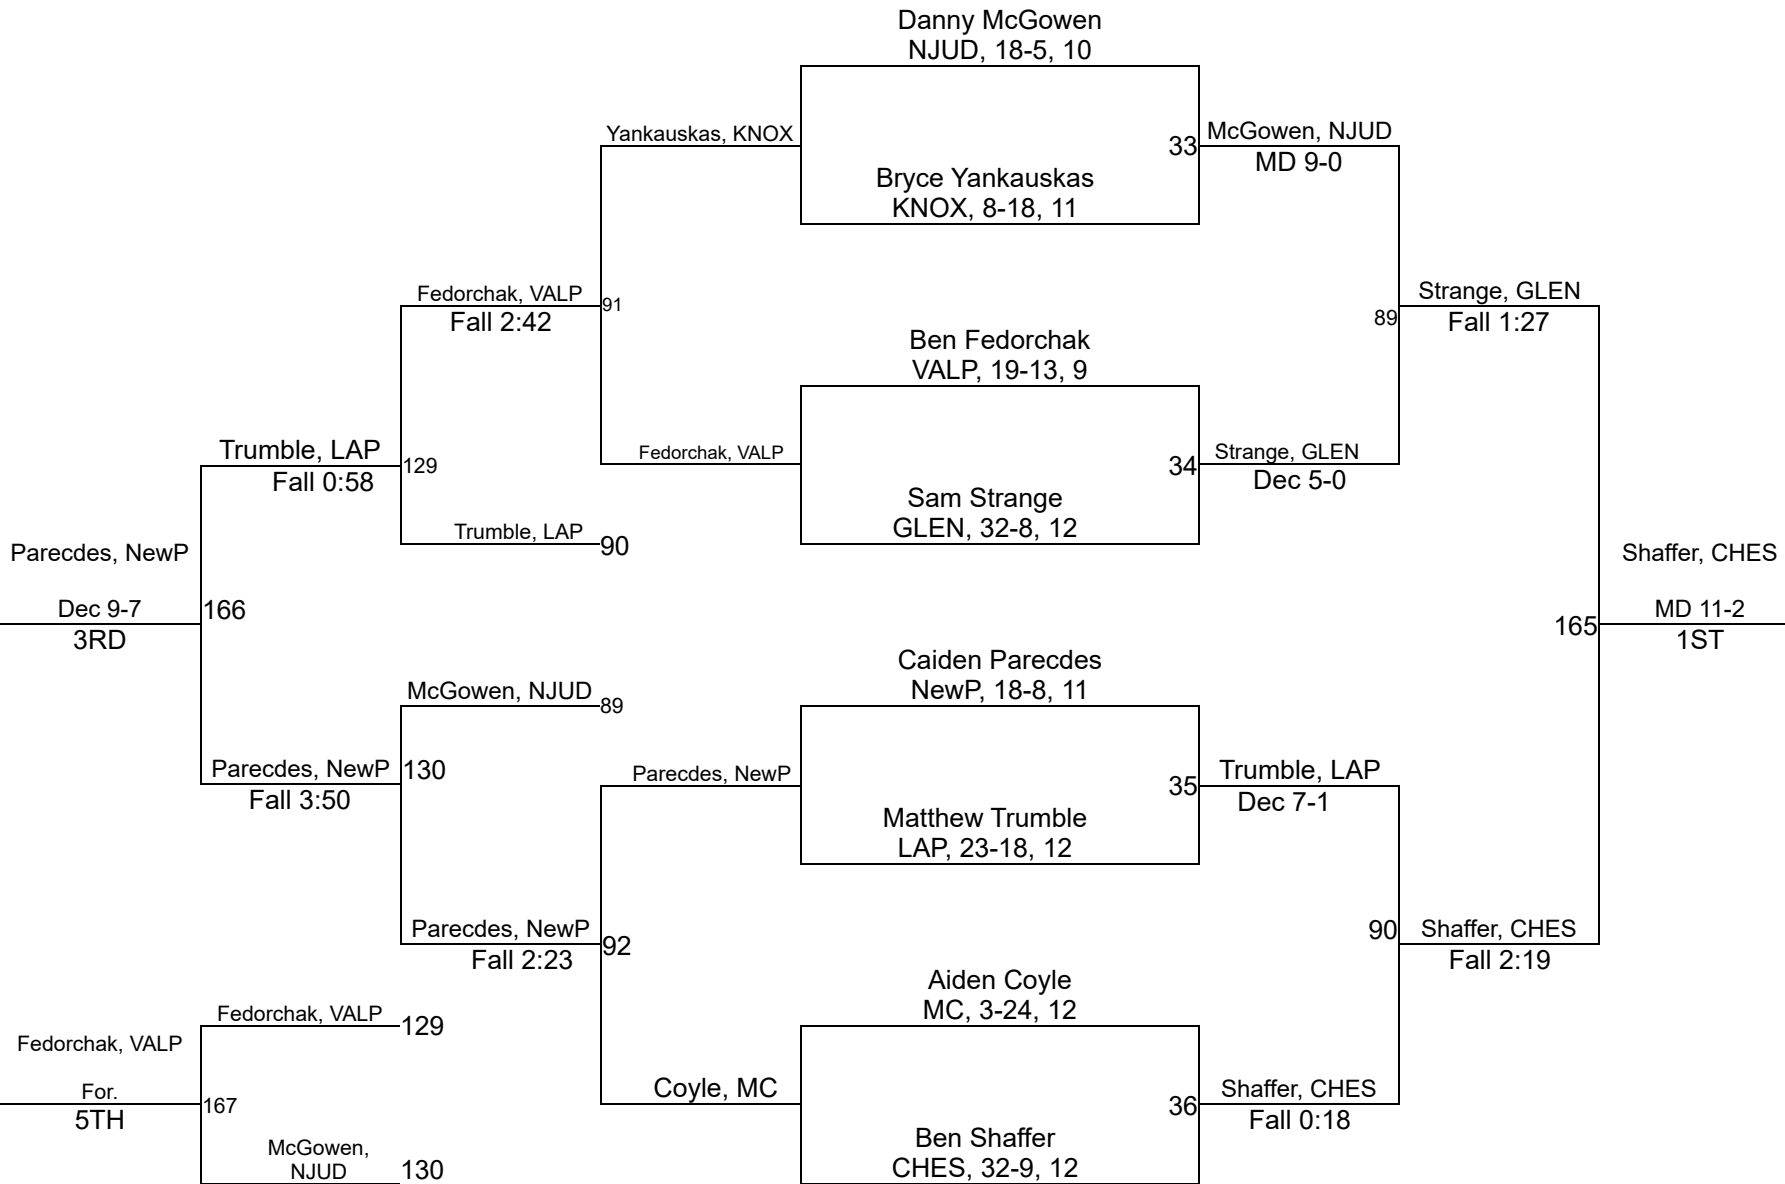 Danny McGowen
NJUD, 18-5, 10
Yankauskas, KNOX
33
McGowen, NJUD
MD 9-0
Bryce Yankauskas
KNOX, 8-18, 11
Fedorchak, VALP
Fall 2:42
91
89
Strange, GLEN
Fall 1:27
Ben Fedorchak
VALP, 19-13, 9
Trumble, LAP
Fall 0:58
129
Fedorchak, VALP
34
Strange, GLEN
Dec 5-0
Sam Strange
GLEN, 32-8, 12
Trumble, LAP
90
Parecdes, NewP
Dec 9-7
3RD
166
165
Shaffer, CHES
MD 11-2
1ST
Caiden Parecdes
NewP, 18-8, 11
McGowen, NJUD
89
Parecdes, NewP
Fall 3:50
130
Parecdes, NewP
35
Trumble, LAP
Dec 7-1
Matthew Trumble
LAP, 23-18, 12
Parecdes, NewP
Fall 2:23
92
90
Shaffer, CHES
Fall 2:19
Aiden Coyle
MC, 3-24, 12
Fedorchak, VALP
129
Fedorchak, VALP
For.
5TH
167
Coyle, MC
36
Shaffer, CHES
Fall 0:18
McGowen,
NJUD
130
Ben Shaffer
CHES, 32-9, 12